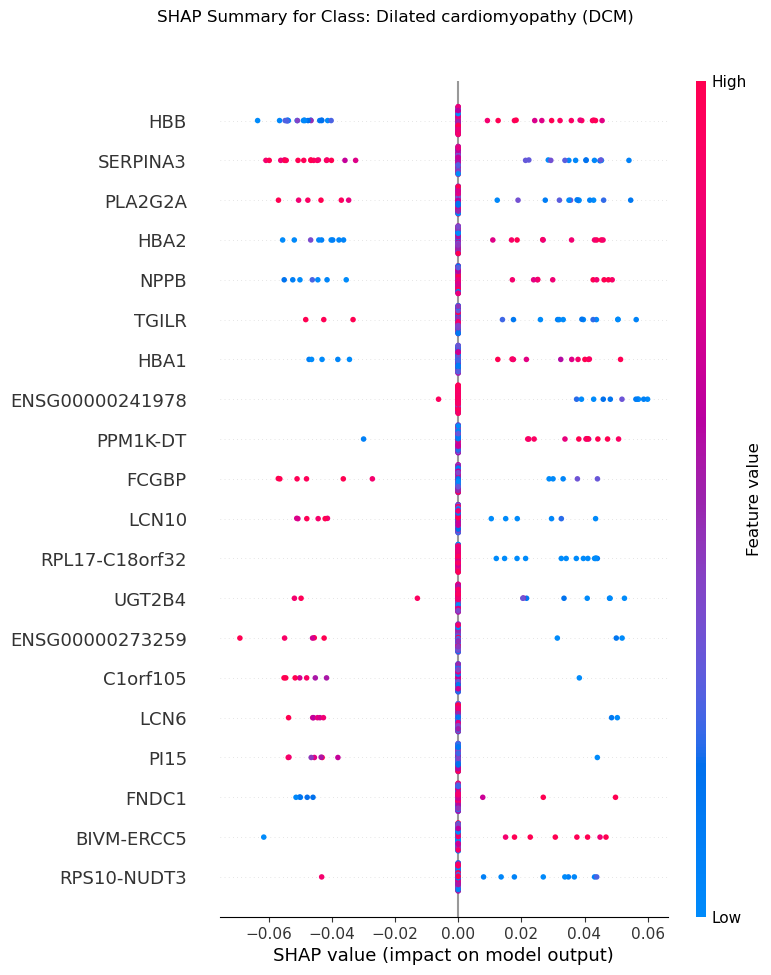 SHAP Summary for Class: Dilated cardiomyopathy (DCM)
High
HBB
SERPINA3
PLA2G2A
HBA2
NPPB
TGILR
HBA1
ENSG00000241978
PPM1K-DT
FCGBP
LCN10
RPL17-C18orf32
UGT2B4
ENSG00000273259
C1orf105
LCN6
PI15
FNDC1
BIVM-ERCC5
RPS10-NUDT3
Feature value
Low
−0.06 −0.04 −0.02 0.00 0.02 0.04 0.06
SHAP value (impact on model output)